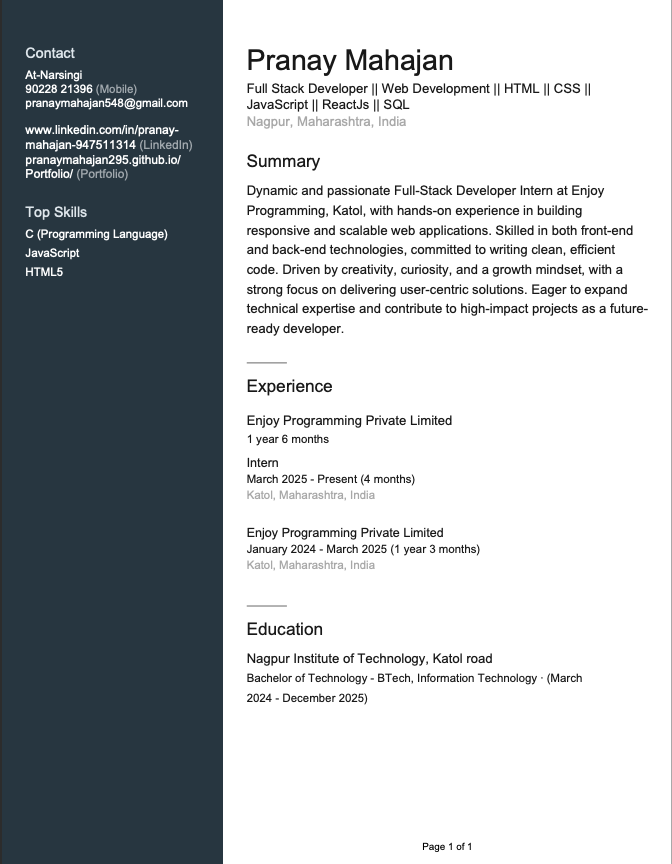 Contact
At-Narsingi
90228 21396 (Mobile)
pranaymahajan548@gmail.com
www.linkedin.com/in/pranay-
mahajan-947511314 (LinkedIn)
pranaymahajan295.github.io/
Portfolio/ (Portfolio)
Top Skills
C (Programming Language)
JavaScript
HTML5
Pranay Mahajan
Full Stack Developer || Web Development || HTML || CSS ||
JavaScript || ReactJs || SQL
Nagpur, Maharashtra, India
Summary
Dynamic and passionate Full-Stack Developer Intern at Enjoy
Programming, Katol, with hands-on experience in building
responsive and scalable web applications. Skilled in both front-end
and back-end technologies, committed to writing clean, efficient
code. Driven by creativity, curiosity, and a growth mindset, with a
strong focus on delivering user-centric solutions. Eager to expand
technical expertise and contribute to high-impact projects as a future-
ready developer.
Experience
Enjoy Programming Private Limited
1 year 6 months
Intern
March 2025 - Present (4 months)
Katol, Maharashtra, India
Enjoy Programming Private Limited
January 2024 - March 2025 (1 year 3 months)
Katol, Maharashtra, India
Education
Nagpur Institute of Technology, Katol road
Bachelor of Technology - BTech, Information Technology · (March
2024 - December 2025)
Page 1 of 1